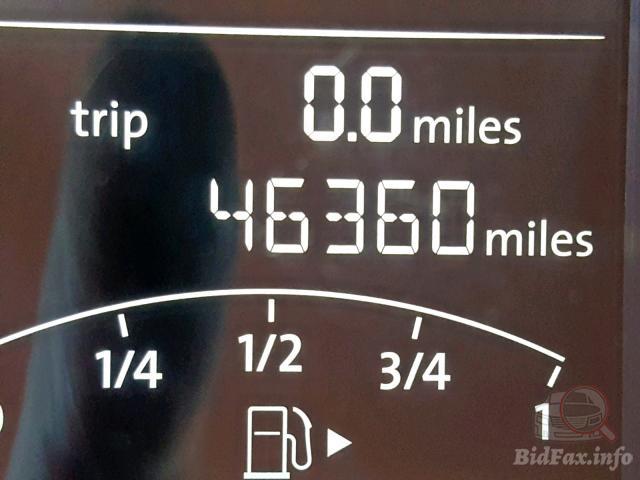 trip 0.0 miles
46360 miles
1/4 1/2 3/4 1
BidFax.info